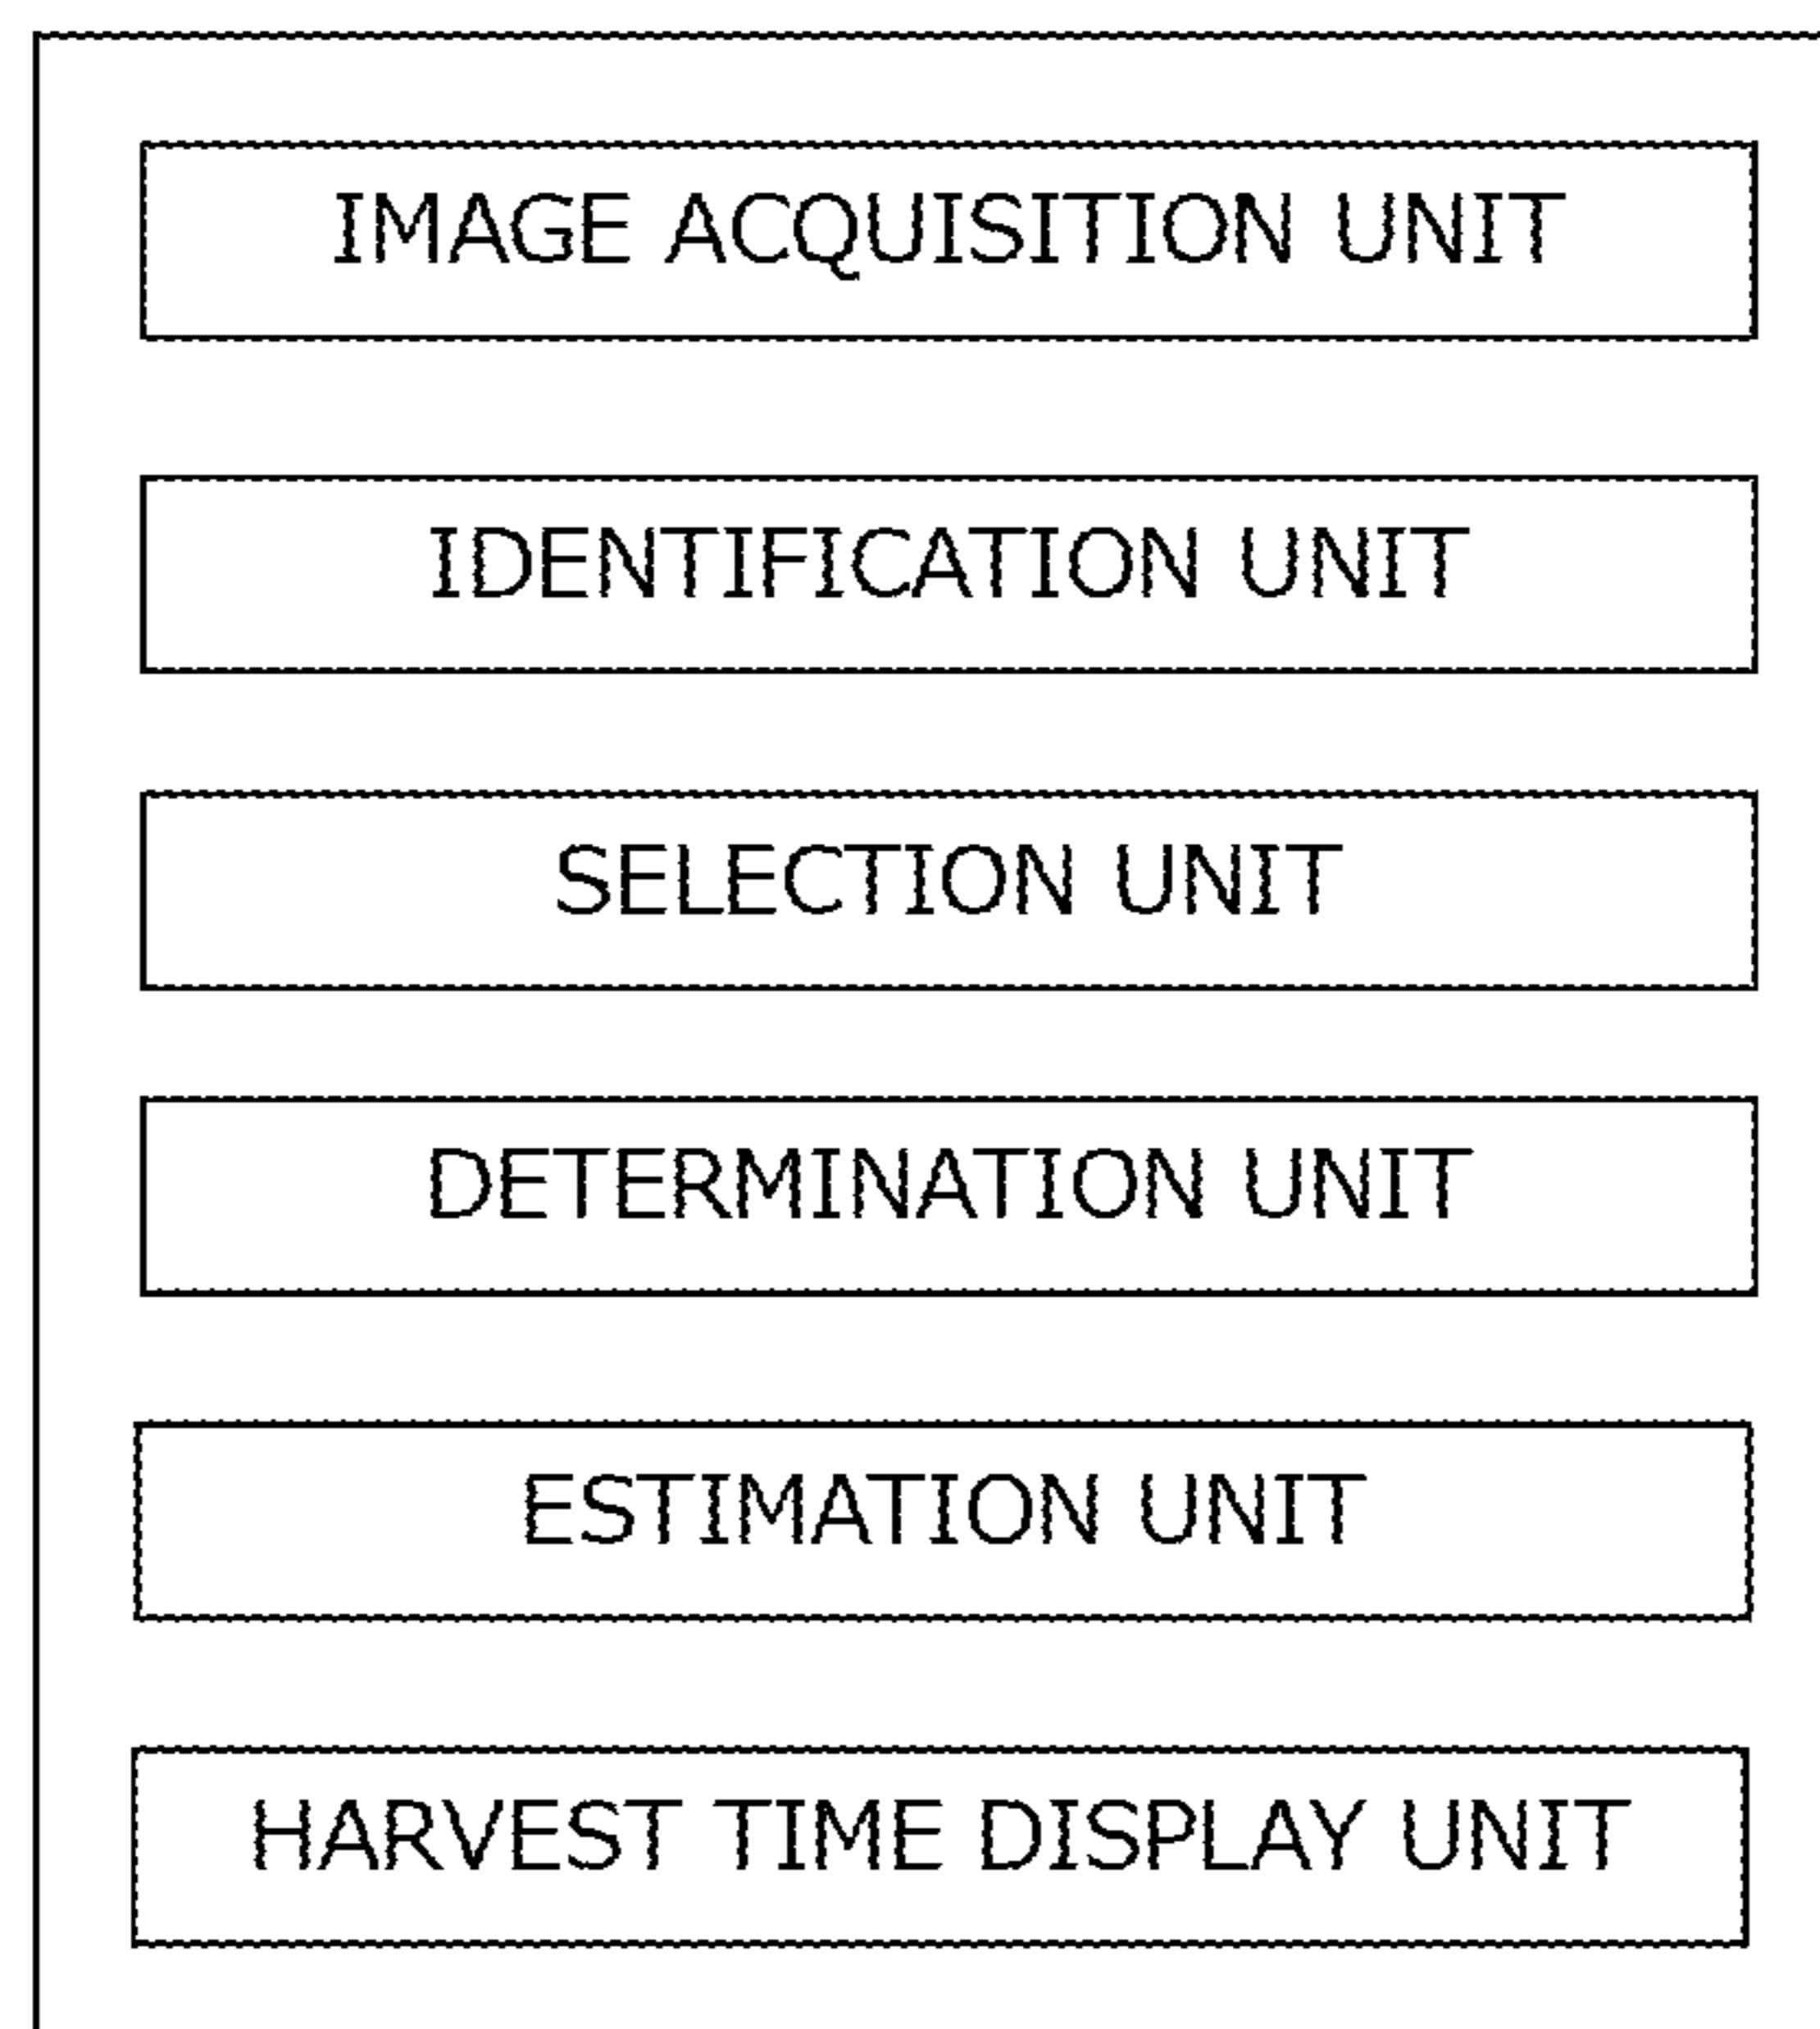 IMAGE ACQUISITION UNIT
IDENTIFICATION UNIT
SELECTION UNIT
DETERMINATION UNIT
ESTIMATION UNIT
HARVEST TIME DISPLAY UNIT